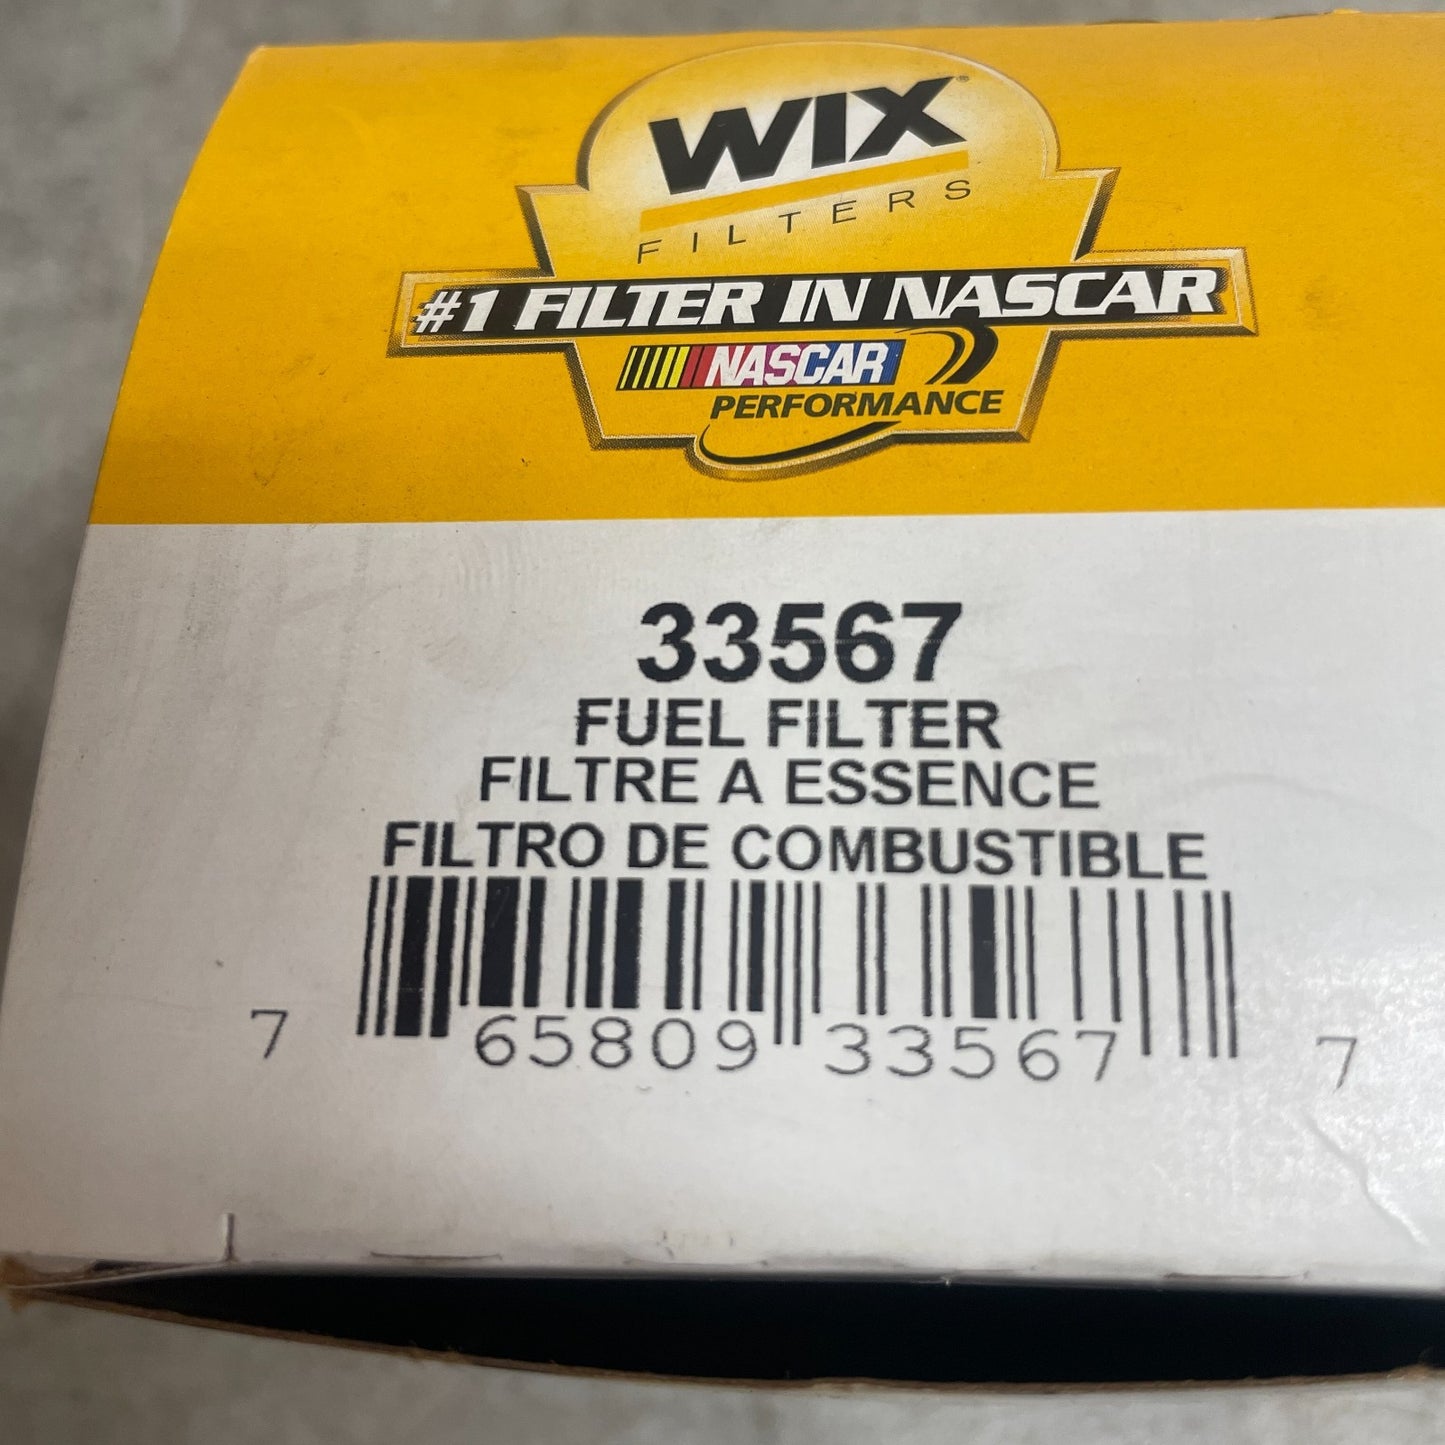 WIX®
FILTERS
#1 FILTER IN NASCAR
NASCAR
PERFORMANCE
33567
FUEL FILTER
FILTRE A ESSENCE
FILTRO DE COMBUSTIBLE
7 65809 33567 7